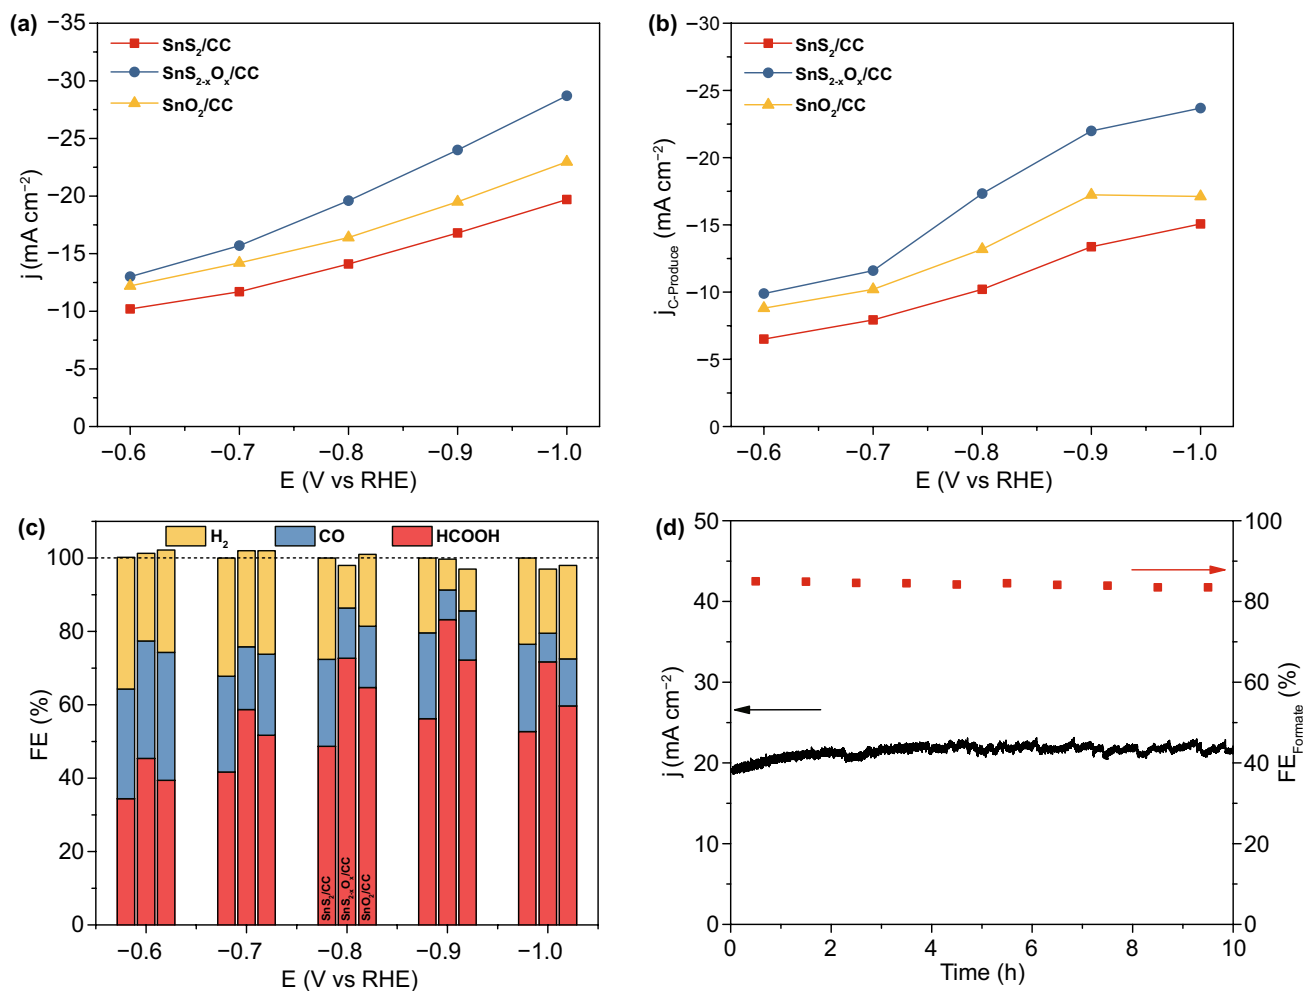 (a)
−35
−30
−25
−20
−15
−10
-5
0
j (mA cm⁻²)
SnS₂/CC
SnS₂₋ₓOₓ/CC
SnO₂/CC
−0.6 −0.7 −0.8 −0.9 −1.0
E (V vs RHE)
(b)
−30
−25
−20
−15
−10
−5
0
j_C-Produce (mA cm⁻²)
SnS₂/CC
SnS₂₋ₓOₓ/CC
SnO₂/CC
−0.6 −0.7 −0.8 −0.9 −1.0
E (V vs RHE)
(c)
H₂ CO HCOOH
100
80
60
40
20
0
FE (%)
SnS₂/CC
SnS₂₋ₓOₓ/CC
SnO₂/CC
−0.6 −0.7 −0.8 −0.9 −1.0
E (V vs RHE)
(d)
50
40
30
20
10
0
j (mA cm⁻²)
100
80
60
40
20
0
FE_Formate (%)
0 2 4 6 8 10
Time (h)